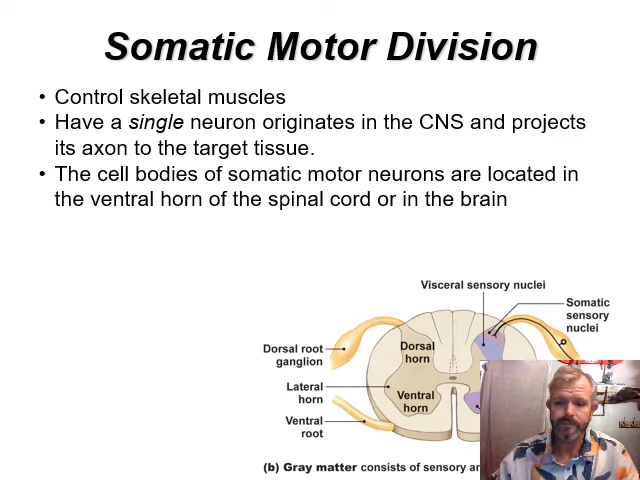 Somatic Motor Division
• Control skeletal muscles
• Have a single neuron originates in the CNS and projects
its axon to the target tissue.
• The cell bodies of somatic motor neurons are located in
the ventral horn of the spinal cord or in the brain
Visceral sensory nuclei
Somatic
sensory
nuclei
Dorsal root
ganglion
Dorsal
horn
Lateral
horn
Ventral
horn
Ventral
root
(b) Gray matter consists of sensory